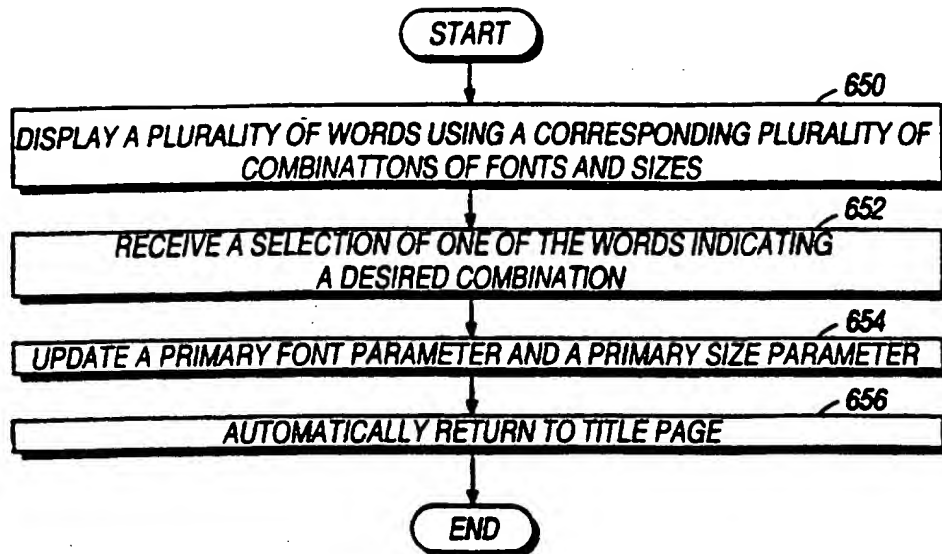 START
650
DISPLAY A PLURALITY OF WORDS USING A CORRESPONDING PLURALITY OF
COMBINATTONS OF FONTS AND SIZES
652
RECEIVE A SELECTION OF ONE OF THE WORDS INDICATING
A DESIRED COMBINATION
654
UPDATE A PRIMARY FONT PARAMETER AND A PRIMARY SIZE PARAMETER
656
AUTOMATICALLY RETURN TO TITLE PAGE
END